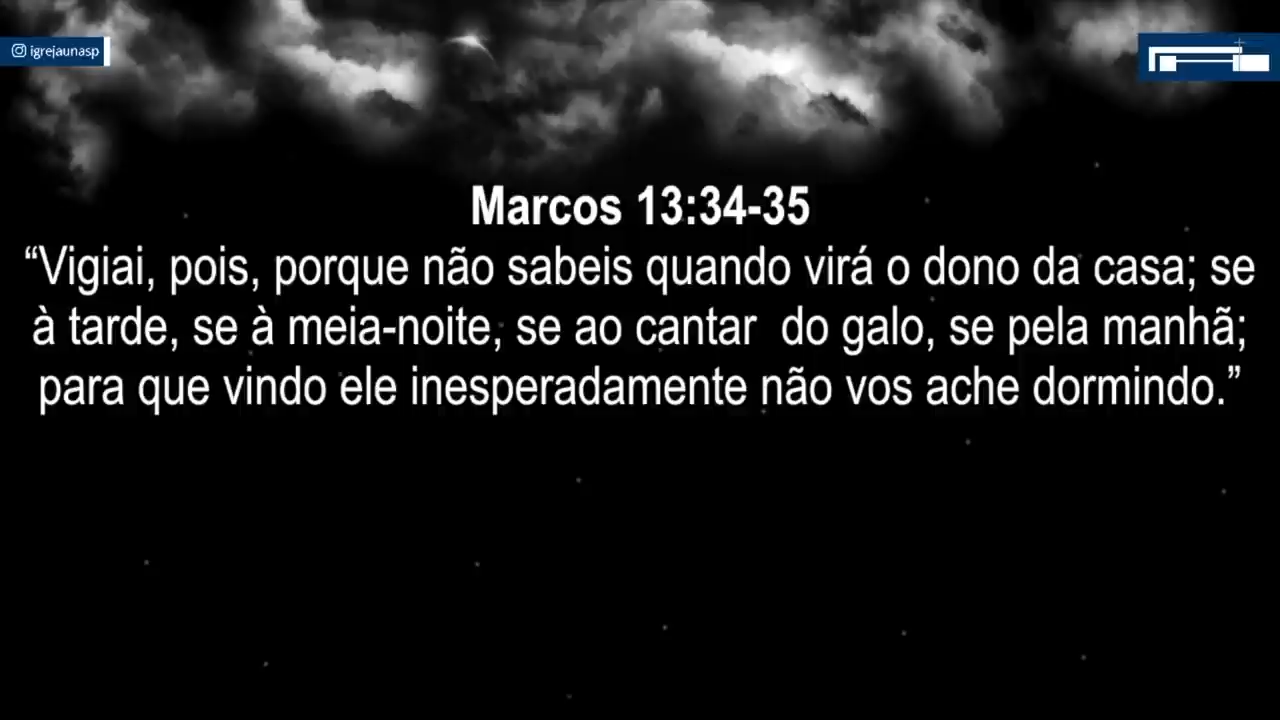 igrejaunasp
Marcos 13:34-35
“Vigiai, pois, porque não sabeis quando virá o dono da casa; se
à tarde, se à meia-noite, se ao cantar do galo, se pela manhã;
para que vindo ele inesperadamente não vos ache dormindo.”